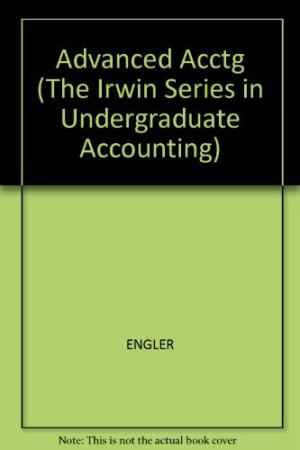 Advanced Acctg
(The Irwin Series in
Undergraduate
Accounting)
ENGLER
Note: This is not the actual book cover